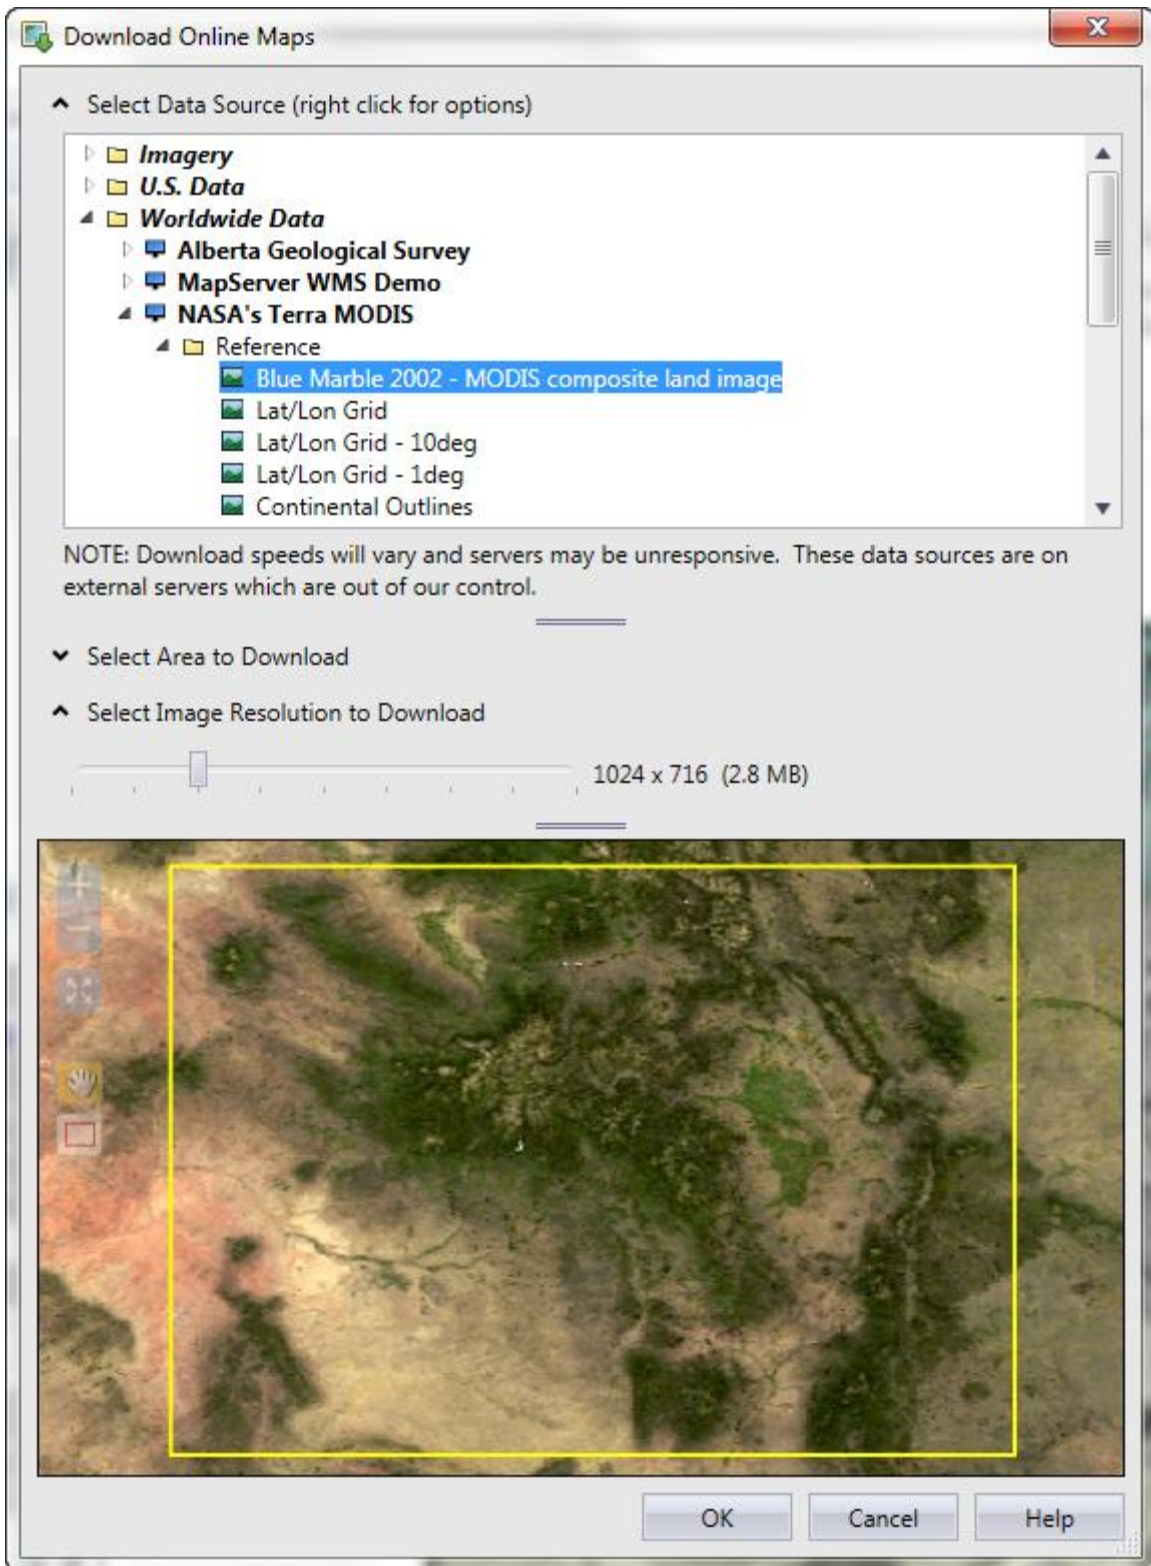 Download Online Maps
Select Data Source (right click for options)
Imagery
U.S. Data
Worldwide Data
Alberta Geological Survey
MapServer WMS Demo
NASA's Terra MODIS
Reference
Blue Marble 2002 - MODIS composite land image
Lat/Lon Grid
Lat/Lon Grid - 10deg
Lat/Lon Grid - 1deg
Continental Outlines
NOTE: Download speeds will vary and servers may be unresponsive. These data sources are on
external servers which are out of our control.
Select Area to Download
Select Image Resolution to Download
1024 x 716 (2.8 MB)
OK Cancel Help